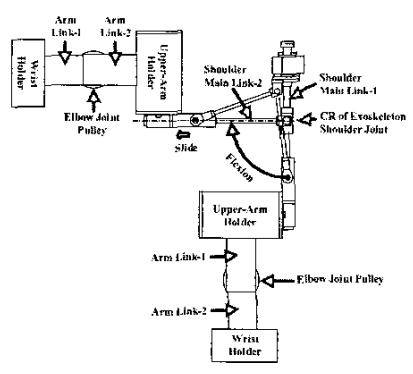 Arm
Link-1
Arm
Link-2
Wrist
Holder
Upper-Arm
Holder
Elbow Joint
Pulley
Slide
Shoulder
Main Link-2
Shoulder
Main Link-1
CR of Exoskeleton
Shoulder Joint
Flexion
Upper-Arm
Holder
Arm Link-1
Elbow Joint Pulley
Arm Link-2
Wrist
Holder